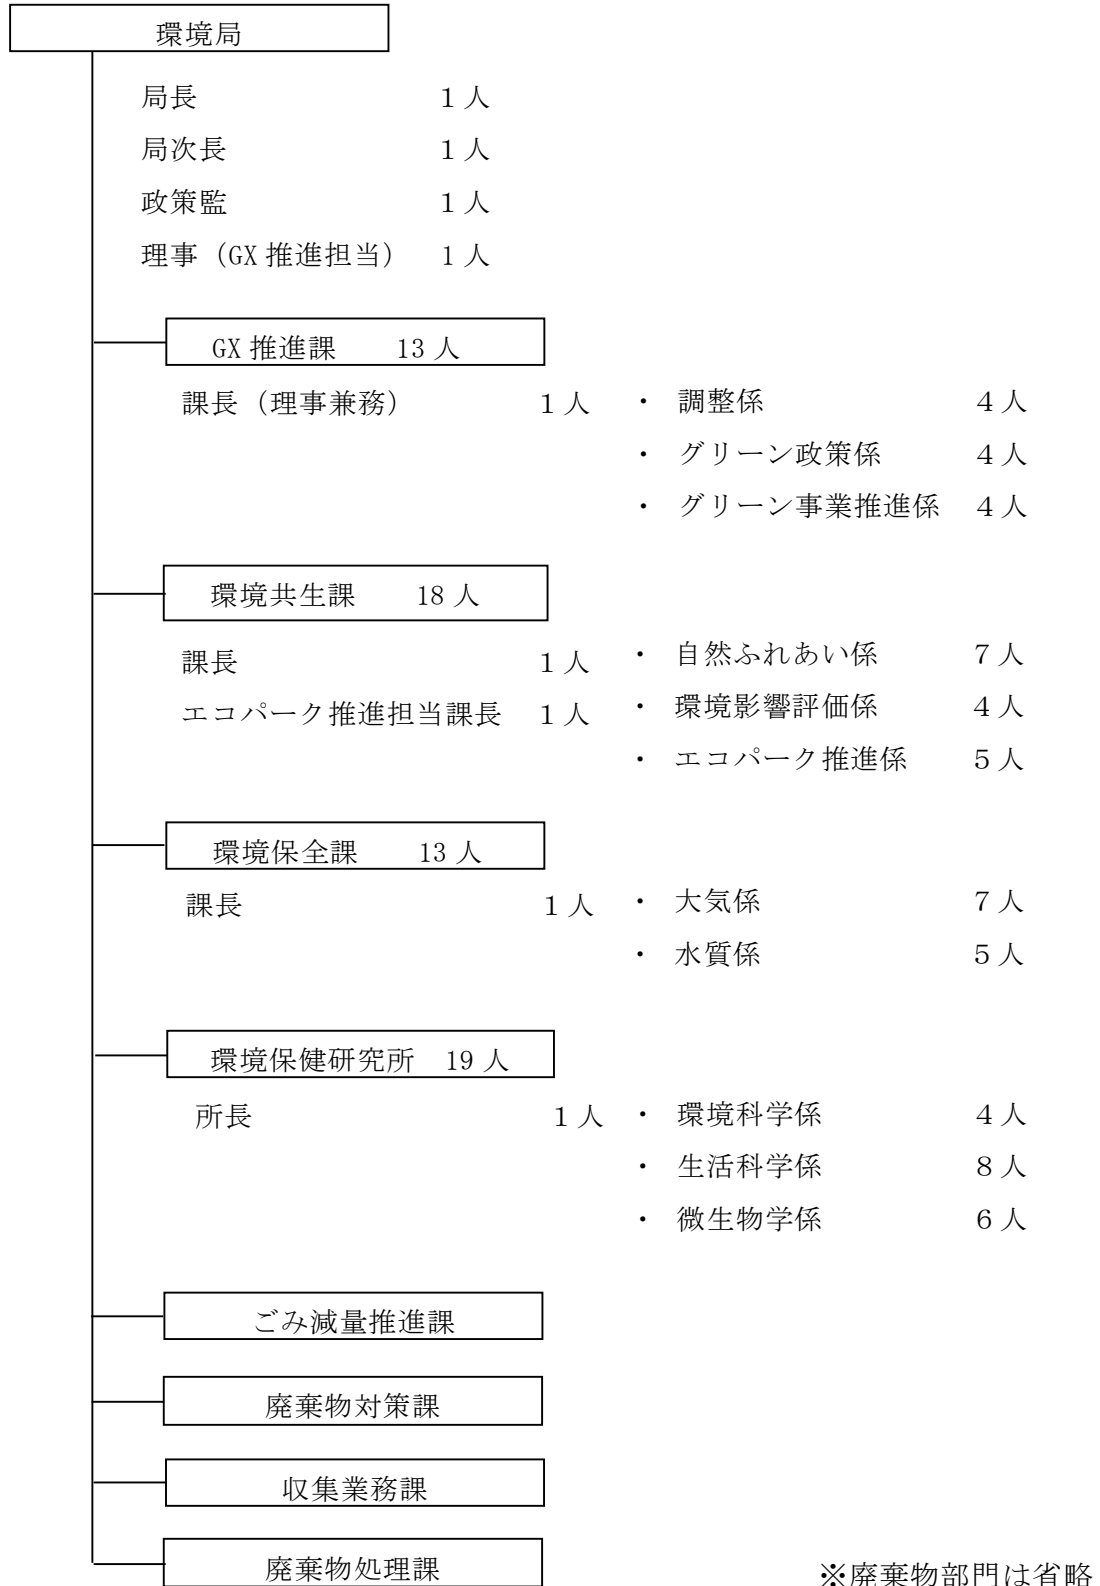 環境局
局長 1人
局次長 1人
政策監 1人
理事（GX推進担当） 1人
GX推進課 13人
課長（理事兼務） 1人 ・ 調整係 4人
・ グリーン政策係 4人
・ グリーン事業推進係 4人
環境共生課 18人
課長 1人 ・ 自然ふれあい係 7人
エコパーク推進担当課長 1人 ・ 環境影響評価係 4人
・ エコパーク推進係 5人
環境保全課 13人
課長 1人 ・ 大気係 7人
・ 水質係 5人
環境保健研究所 19人
所長 1人 ・ 環境科学係 4人
・ 生活科学係 8人
・ 微生物学係 6人
ごみ減量推進課
廃棄物対策課
収集業務課
廃棄物処理課
※廃棄物部門は省略